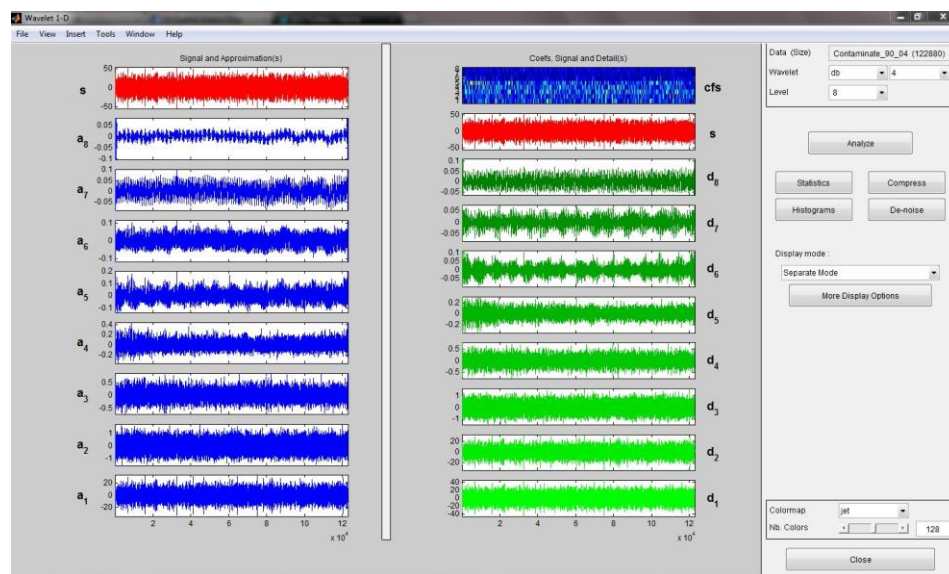 Wavelet 1-D
File View Insert Tools Window Help
Signal and Approximation(s)
50
0
-50
s
0.05
0
-0.05
-0.1
a8
0.05
0
-0.05
a7
0.1
0
-0.1
a6
0.2
0.1
0
-0.1
a5
0.4
0.2
0
-0.2
a4
0.5
0
-0.5
a3
1
0
-1
a2
20
0
-20
a1
2 4 6 8 10 12
x 10^4
Coefs, Signal and Detail(s)
cfs
50
0
-50
s
0.1
0.05
0
-0.05
d8
0.05
0
-0.05
d7
0.1
0.05
0
-0.05
d6
0.2
0
-0.2
d5
0.5
0
-0.5
d4
1
0
-1
d3
20
0
-20
d2
40
20
0
-20
-40
d1
2 4 6 8 10 12
x 10^4
Data (Size) Contaminate_90_04 (122880)
Wavelet db 4
Level 8
Analyze
Statistics Compress
Histograms De-noise
Display mode :
Separate Mode
More Display Options
Colormap jet
Nb. Colors 128
Close